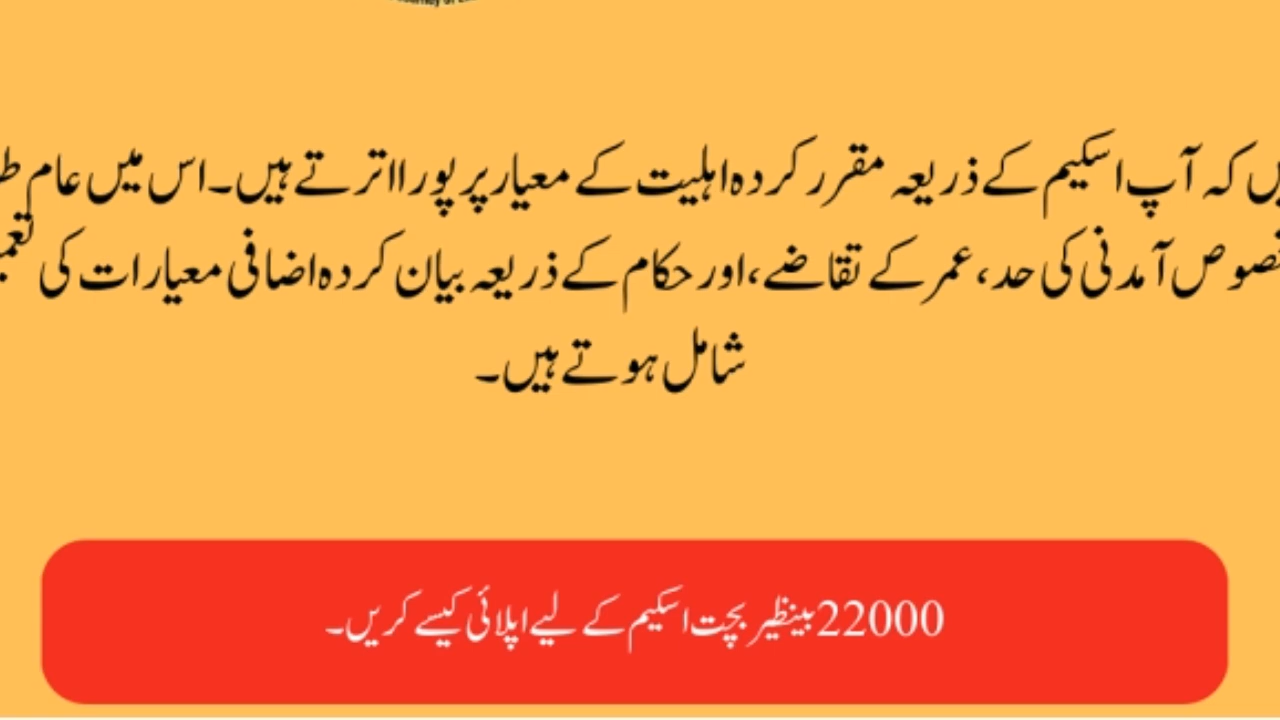 کہ آپ اسکیم کے ذریعہ مقرر کردہ اہلیت کے معیار پر پورا اترتے ہیں۔ اس میں عام
آمدنی کی حد، عمر کے تقاضے، اور حکام کے ذریعہ بیان کردہ اضافی معیارات کی
شامل ہوتے ہیں۔
22000 بینظیر بچت اسکیم کے لیے اپلائی کیسے کریں۔